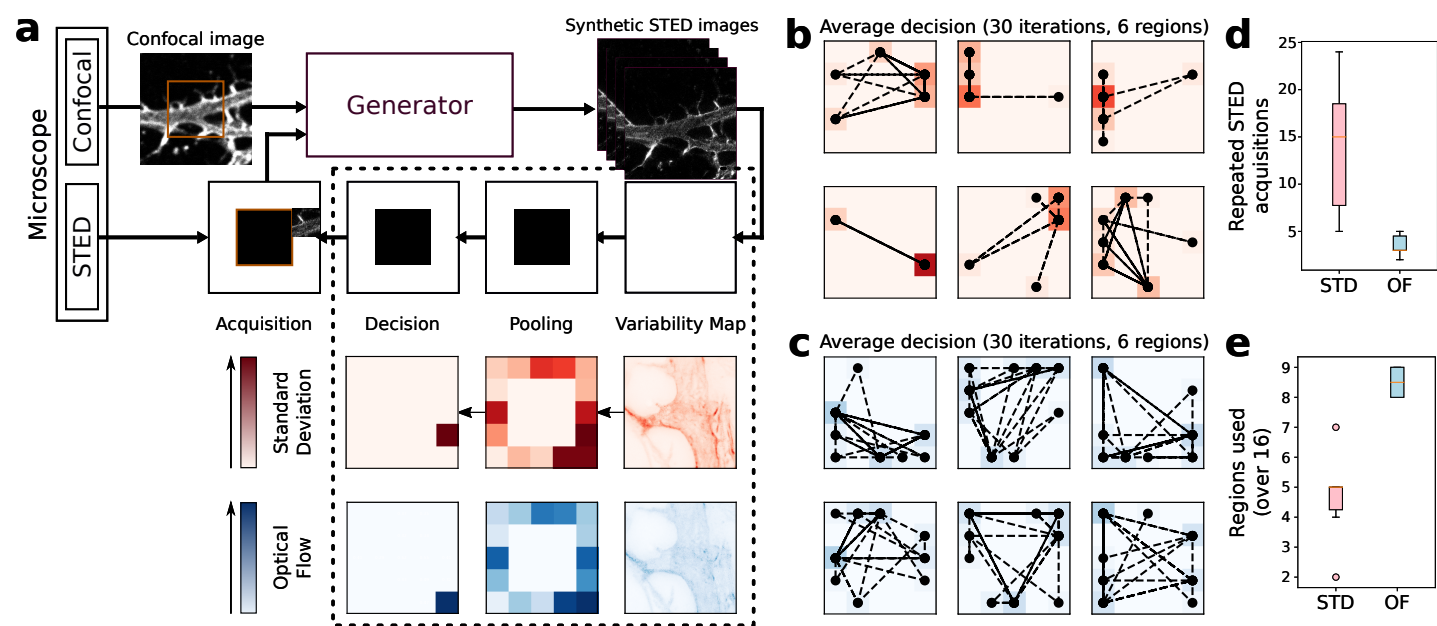 a
Microscope
Confocal
STED
Confocal image
Generator
Synthetic STED images
Acquisition
Decision
Pooling
Variability Map
Standard
Deviation
Optical
Flow
b
Average decision (30 iterations, 6 regions)
c
Average decision (30 iterations, 6 regions)
d
Repeated STED
acquisitions
25
20
15
10
5
STD
OF
e
Regions used
(over 16)
9
8
7
6
5
4
3
2
STD
OF